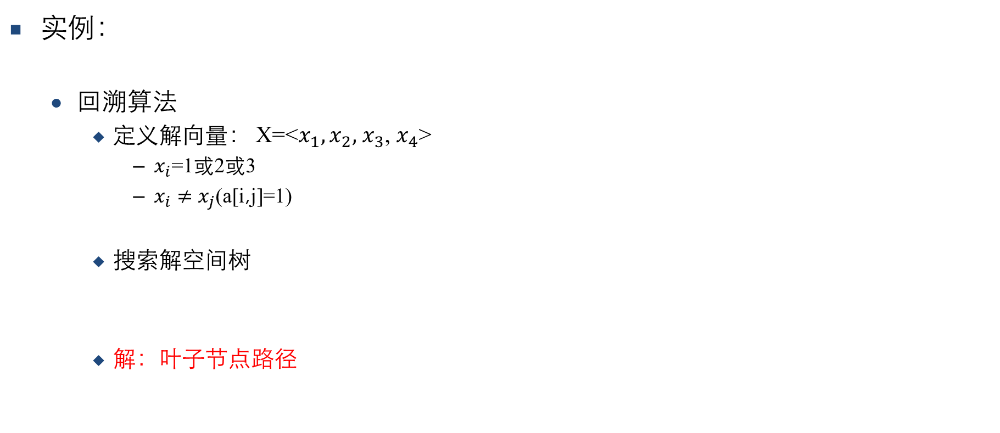 实例：
回溯算法
定义解向量： X=<x₁, x₂, x₃, x₄>
– xᵢ=1或2或3
– xᵢ ≠ xⱼ(a[i,j]=1)
搜索解空间树
解：叶子节点路径